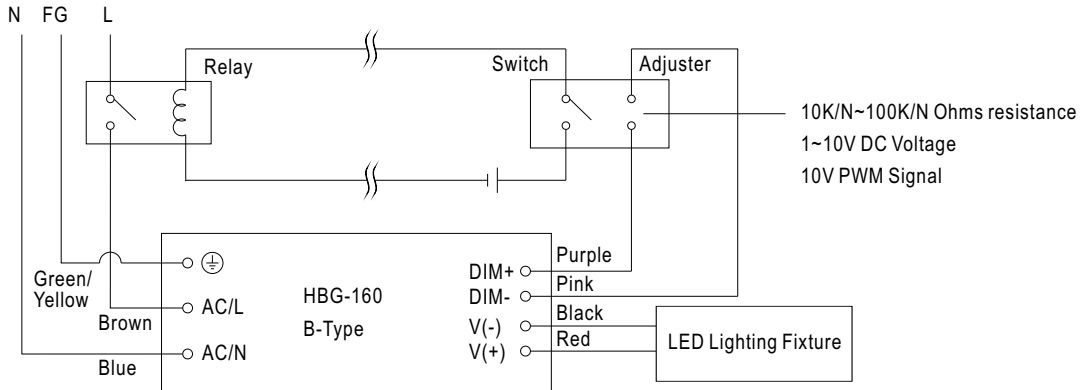 N FG L
Relay
Switch
Adjuster
10K/N~100K/N Ohms resistance
1~10V DC Voltage
10V PWM Signal
Green/
Yellow
Brown
Blue
AC/L
AC/N
HBG-160
B-Type
DIM+
DIM-
V(-)
V(+)
Purple
Pink
Black
Red
LED Lighting Fixture